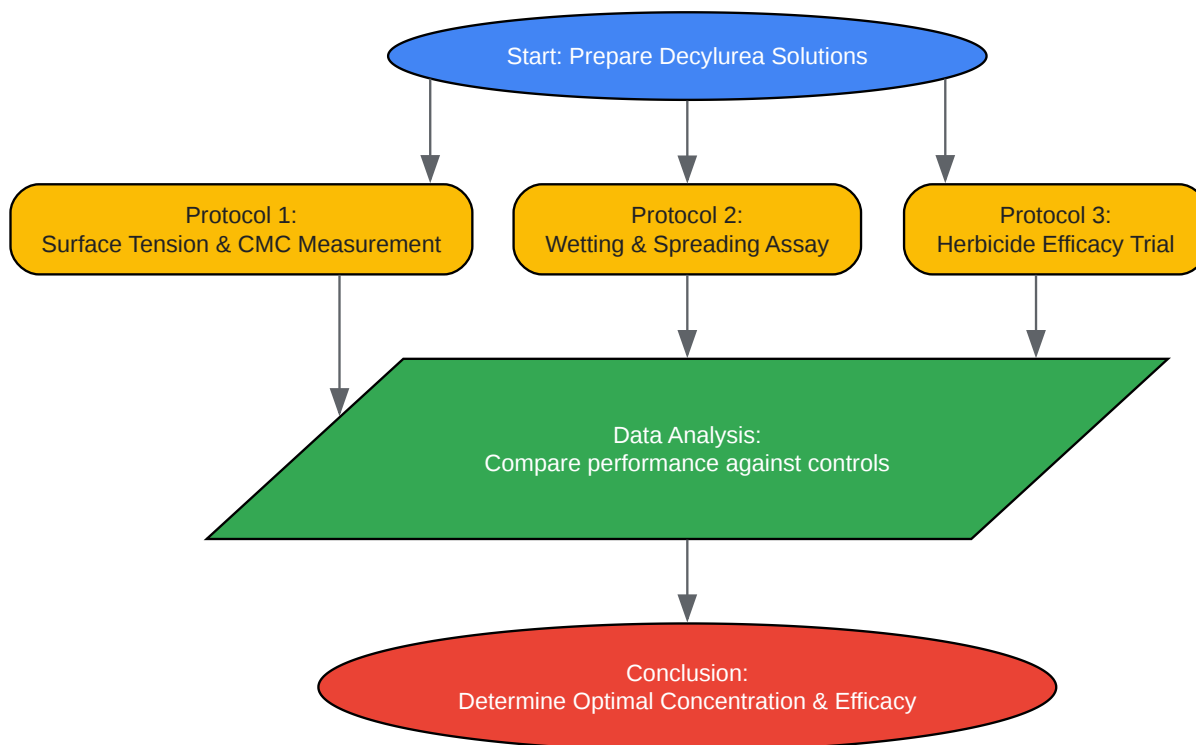 Start: Prepare Decylurea Solutions
Protocol 1:
Surface Tension & CMC Measurement
Protocol 2:
Wetting & Spreading Assay
Protocol 3:
Herbicide Efficacy Trial
Data Analysis:
Compare performance against controls
Conclusion:
Determine Optimal Concentration & Efficacy